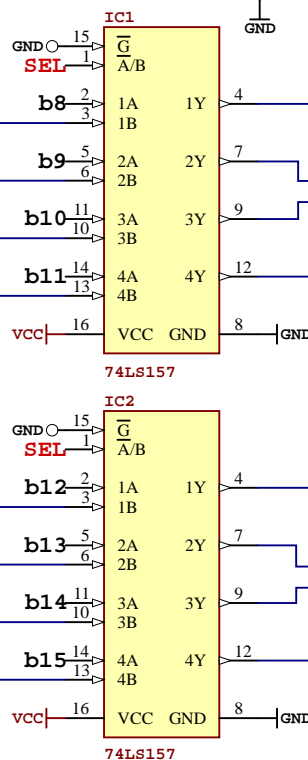 GND
IC1
GND 15 G
SEL 1 A/B
b8 2 1A 1Y 4
3 1B
b9 5 2A 2Y 7
6 2B
b10 11 3A 3Y 9
10 3B
b11 14 4A 4Y 12
13 4B
VCC 16 VCC GND 8 GND
74LS157
IC2
GND 15 G
SEL 1 A/B
b12 2 1A 1Y 4
3 1B
b13 5 2A 2Y 7
6 2B
b14 11 3A 3Y 9
10 3B
b15 14 4A 4Y 12
13 4B
VCC 16 VCC GND 8 GND
74LS157